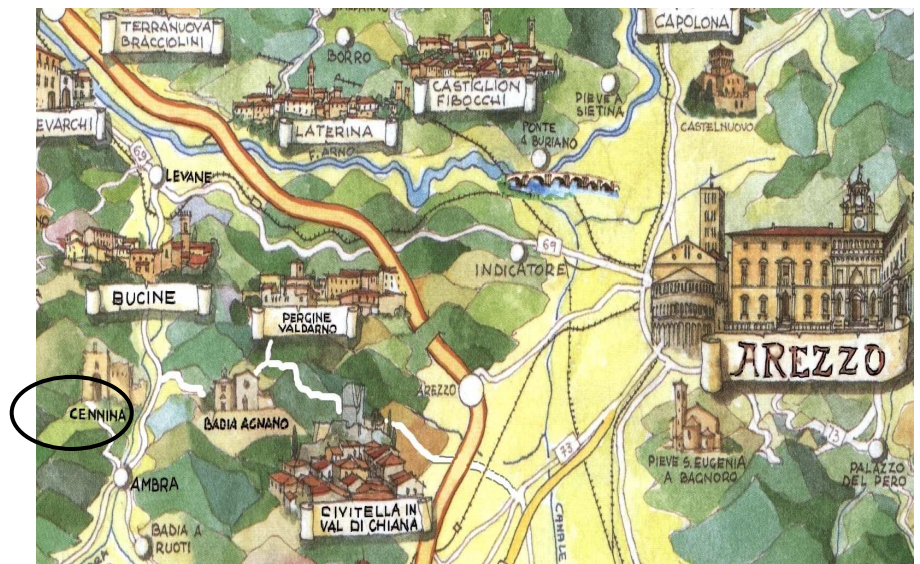 TERRANUOVA
BRACCIOLINI
BORRO
CASTIGLION
FIBOCCHI
CAPOLONA
CASTELNUOVO
PIEVE A
SIETINA
EVARCHI
LATERINA
F. ARNO
PONTE
A BURIANO
69
LEVANE
69
INDICATORE
BUCINE
PERGINE
VALDARNO
AREZZO
AREZZO
CENNINA
BADIA AGNANO
PIEVE S. EUGENIA
A BAGNORO
73
73
PALAZZO
DEL PERO
AMBRA
CIVITELLA IN
VAL DI CHIANA
CANALE
BADIA A
RUOTI